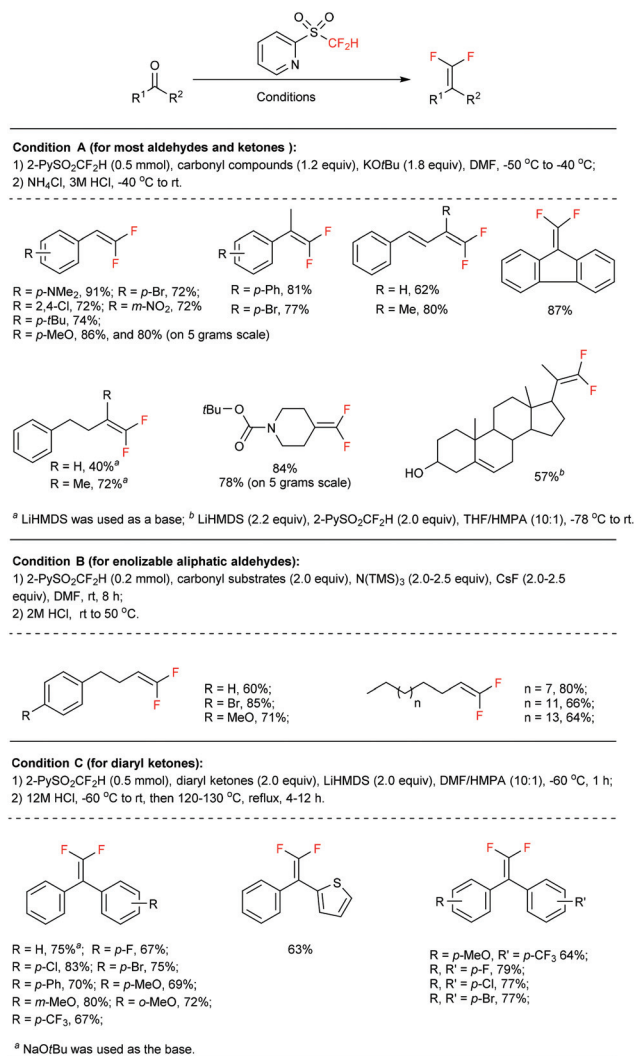 O O
S
CF2H
N
O
R1 R2
Conditions
F F
R1 R2
Condition A (for most aldehydes and ketones ):
1) 2-PySO2CF2H (0.5 mmol), carbonyl compounds (1.2 equiv), KOtBu (1.8 equiv), DMF, -50 °C to -40 °C;
2) NH4Cl, 3M HCl, -40 °C to rt.
R F F
R = p-NMe2, 91%; R = p-Br, 72%;
R = 2,4-Cl, 72%; R = m-NO2, 72%
R = p-tBu, 74%;
R = p-MeO, 86%, and 80% (on 5 grams scale)
R F F
R = p-Ph, 81%
R = p-Br, 77%
R F F
R = H, 62%
R = Me, 80%
F F
87%
R F F
R = H, 40%a
R = Me, 72%a
tBu O O N F F
84%
78% (on 5 grams scale)
HO F F
57%b
a LiHMDS was used as a base; b LiHMDS (2.2 equiv), 2-PySO2CF2H (2.0 equiv), THF/HMPA (10:1), -78 °C to rt.
Condition B (for enolizable aliphatic aldehydes):
1) 2-PySO2CF2H (0.2 mmol), carbonyl substrates (2.0 equiv), N(TMS)3 (2.0-2.5 equiv), CsF (2.0-2.5
equiv), DMF, rt, 8 h;
2) 2M HCl, rt to 50 °C.
R F F
R = H, 60%;
R = Br, 85%;
R = MeO, 71%;
n F F
n = 7, 80%;
n = 11, 66%;
n = 13, 64%;
Condition C (for diaryl ketones):
1) 2-PySO2CF2H (0.5 mmol), diaryl ketones (2.0 equiv), LiHMDS (2.0 equiv), DMF/HMPA (10:1), -60 °C, 1 h;
2) 12M HCl, -60 °C to rt, then 120-130 °C, reflux, 4-12 h.
F F
R
R = H, 75%a; R = p-F, 67%;
R = p-Cl, 83%; R = p-Br, 75%;
R = p-Ph, 70%; R = p-MeO, 69%;
R = m-MeO, 80%; R = o-MeO, 72%;
R = p-CF3, 67%;
F F
S
63%
F F
R R'
R = p-MeO, R' = p-CF3 64%;
R, R' = p-F, 79%;
R, R' = p-Cl, 77%;
R, R' = p-Br, 77%;
a NaOtBu was used as the base.